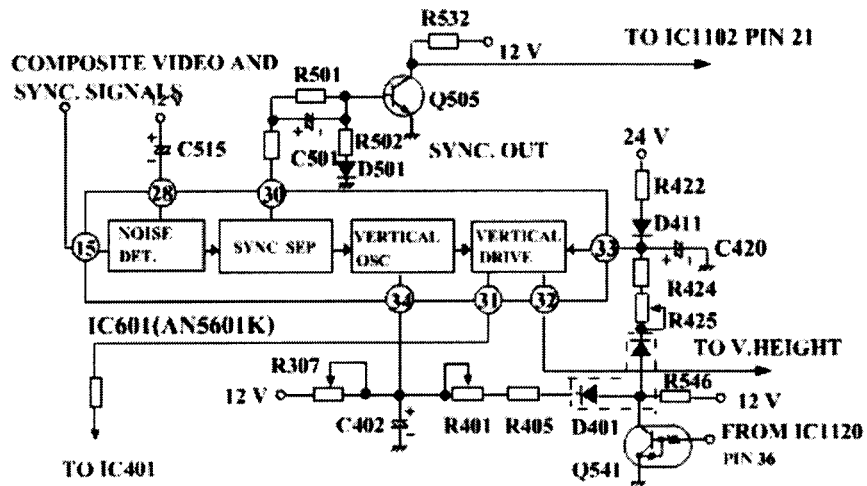 R532
12 V
TO IC1102 PIN 21
COMPOSITE VIDEO AND
SYNC. SIGNALS
12 V
R501
Q505
C515
C501
R502
D501
SYNC. OUT
24 V
R422
D411
C420
28
30
15
NOISE
DET.
SYNC SEP
VERTICAL
OSC
VERTICAL
DRIVE
33
34
31
32
R424
R425
IC601(AN5601K)
TO V.HEIGHT
R307
12 V
C402
R401
R405
D401
R546
12 V
FROM IC1120
PIN 36
Q541
TO IC401